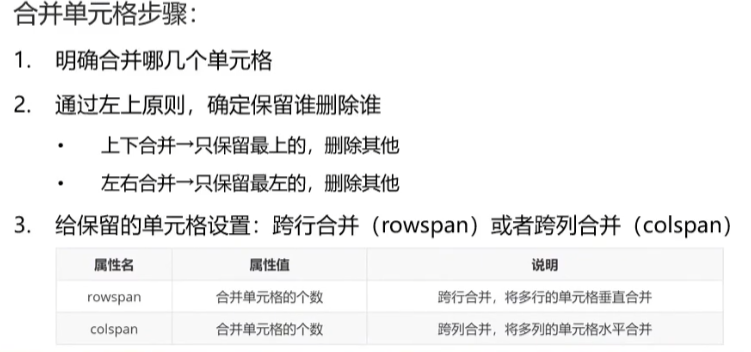 合并单元格步骤：
1. 明确合并哪几个单元格
2. 通过左上原则，确定保留谁删除谁
• 上下合并→只保留最上的，删除其他
• 左右合并→只保留最左的，删除其他
3. 给保留的单元格设置：跨行合并（rowspan）或者跨列合并（colspan）
属性名 属性值 说明
rowspan 合并单元格的个数 跨行合并，将多行的单元格垂直合并
colspan 合并单元格的个数 跨列合并，将多列的单元格水平合并